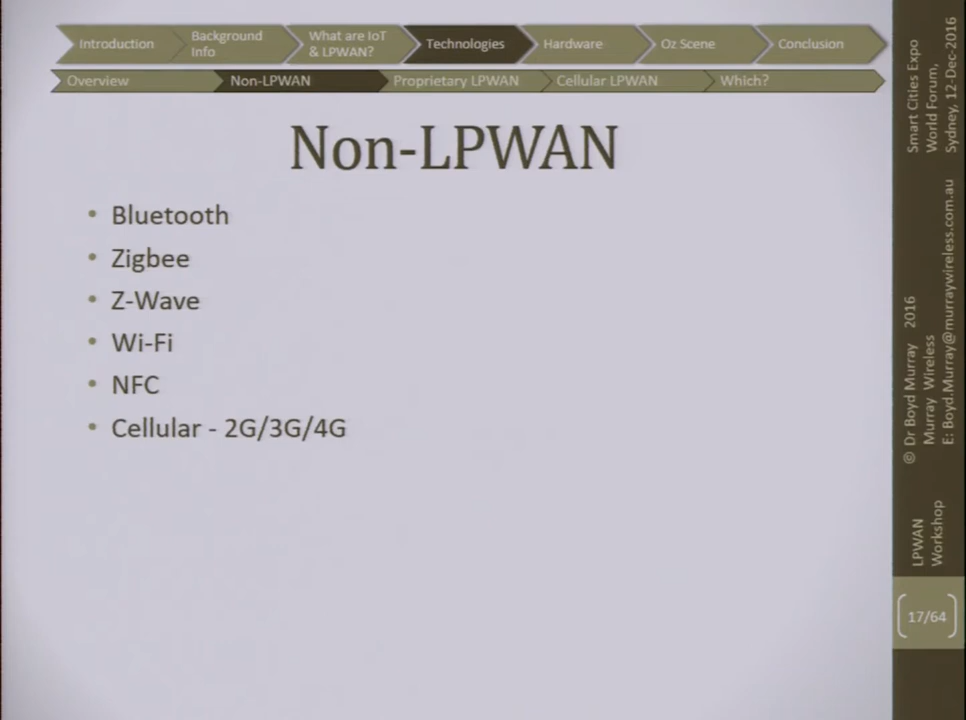 Introduction
Background
Info
What are IoT
& LPWAN?
Technologies
Hardware
Oz Scene
Conclusion
Overview
Non-LPWAN
Proprietary LPWAN
Cellular LPWAN
Which?
Non-LPWAN
• Bluetooth
• Zigbee
• Z-Wave
• Wi-Fi
• NFC
• Cellular - 2G/3G/4G
Smart Cities Expo
World Forum,
Sydney, 12-Dec-2016
© Dr Boyd Murray 2016
Murray Wireless
E: Boyd.Murray@murraywireless.com.au
LPWAN
Workshop
17/64